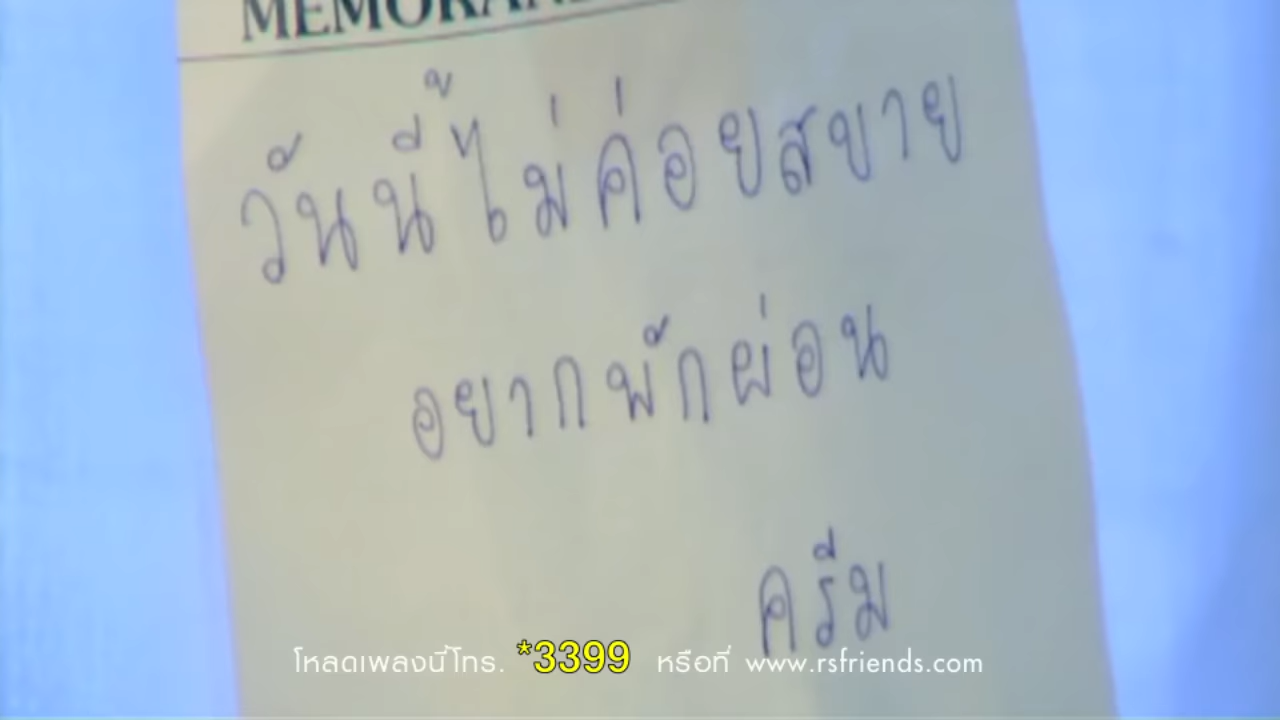 MEMORAN
วันนี้ไม่ค่อยสบาย
อยากพักผ่อน
ครีม
โหลดเพลงนี้โทร. *3399 หรือที่ www.rsfriends.com